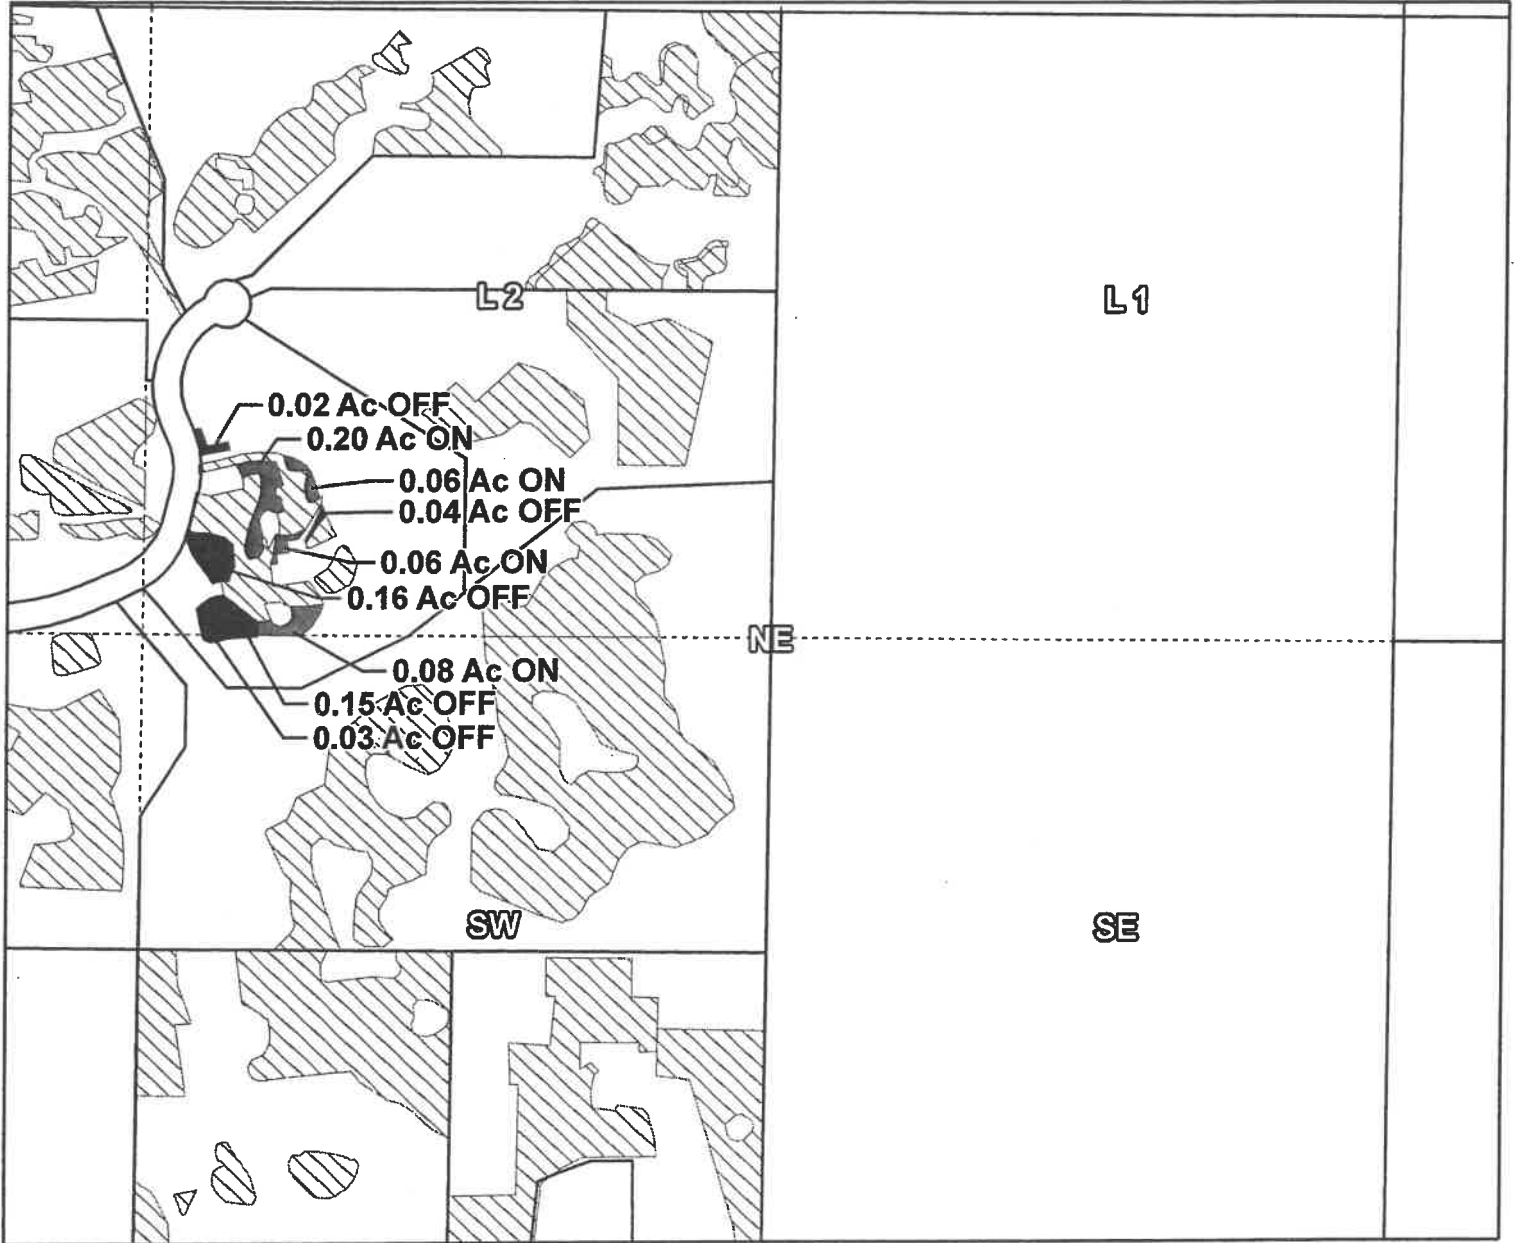 L 2
L 1
0.02 Ac OFF
0.20 Ac ON
0.06 Ac ON
0.04 Ac OFF
0.06 Ac ON
0.16 Ac OFF
NE
0.08 Ac ON
0.15 Ac OFF
0.03 Ac OFF
SW
SE